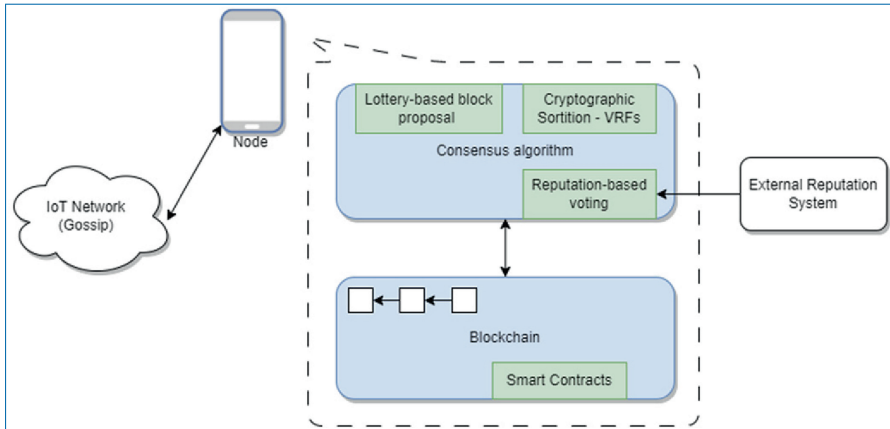 Node
IoT Network
(Gossip)
Lottery-based block
proposal
Cryptographic
Sortition - VRFs
Consensus algorithm
Reputation-based
voting
External Reputation
System
Blockchain
Smart Contracts